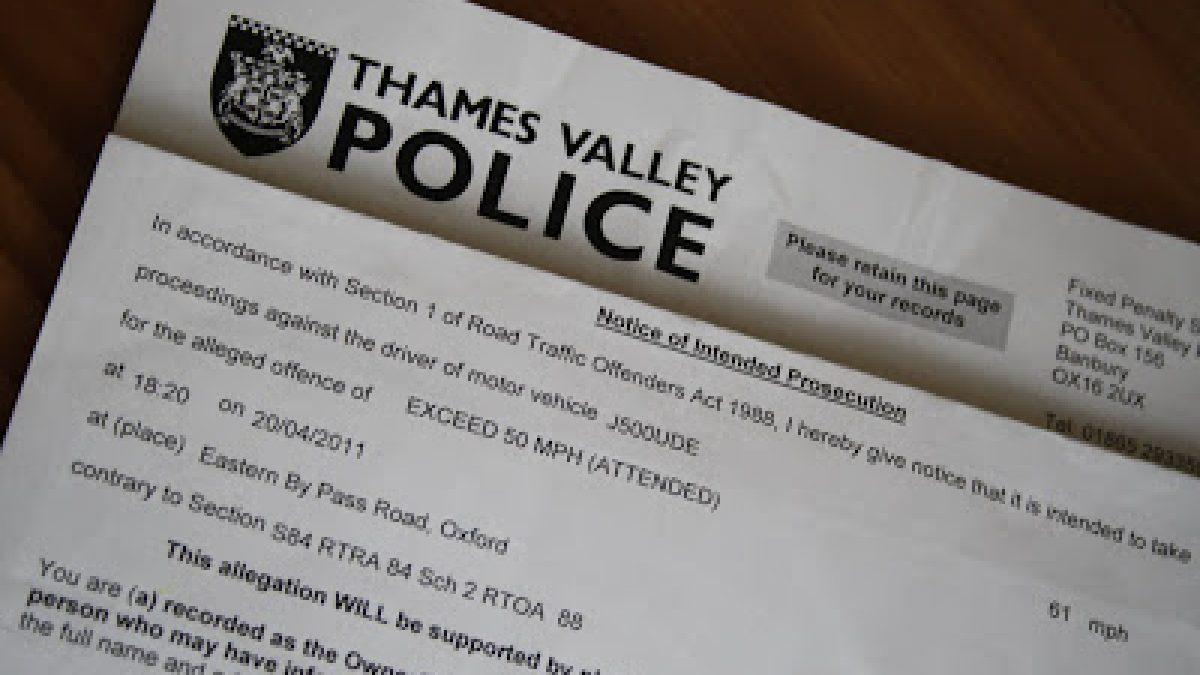 THAMES VALLEY
POLICE
Please retain this page
for your records
Fixed Penalty
Thames Valley
PO Box 156
Banbury
OX16 2UX
Tel. 01865
Notice of Intended Prosecution
In accordance with Section 1 of Road Traffic Offenders Act 1988, I hereby give notice that it is intended to take
proceedings against the driver of motor vehicle J500UDE
for the alleged offence of EXCEED 50 MPH (ATTENDED)
at 18:20 on 20/04/2011
at (place) Eastern By Pass Road, Oxford
contrary to Section S84 RTRA 84 Sch 2 RTOA 88
61 mph
This allegation WILL be supported by
You are (a) recorded as the
person who may have
the full name and